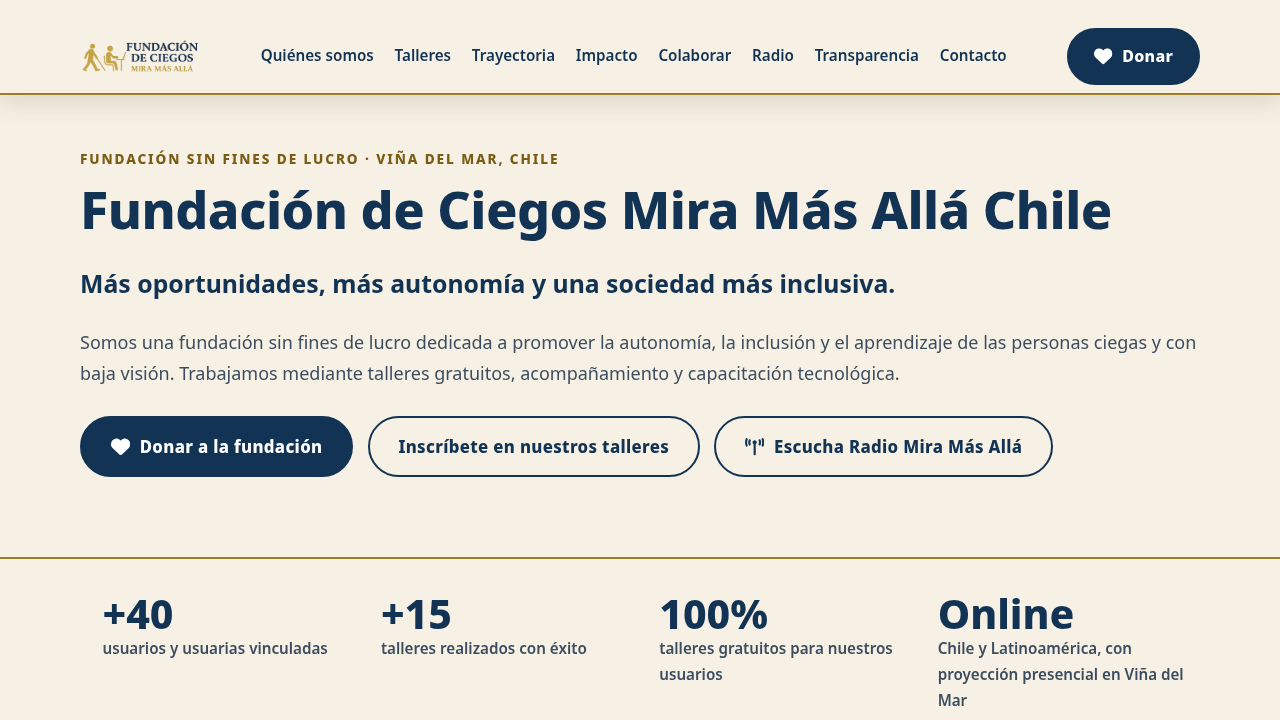 FUNDACIÓN
DE CIEGOS
MIRA MÁS ALLÁ
Quiénes somos
Talleres
Trayectoria
Impacto
Colaborar
Radio
Transparencia
Contacto
Donar
FUNDACIÓN SIN FINES DE LUCRO · VIÑA DEL MAR, CHILE
Fundación de Ciegos Mira Más Allá Chile
Más oportunidades, más autonomía y una sociedad más inclusiva.
Somos una fundación sin fines de lucro dedicada a promover la autonomía, la inclusión y el aprendizaje de las personas ciegas y con
baja visión. Trabajamos mediante talleres gratuitos, acompañamiento y capacitación tecnológica.
Donar a la fundación
Inscríbete en nuestros talleres
Escucha Radio Mira Más Allá
+40
usuarios y usuarias vinculadas
+15
talleres realizados con éxito
100%
talleres gratuitos para nuestros
usuarios
Online
Chile y Latinoamérica, con
proyección presencial en Viña del
Mar